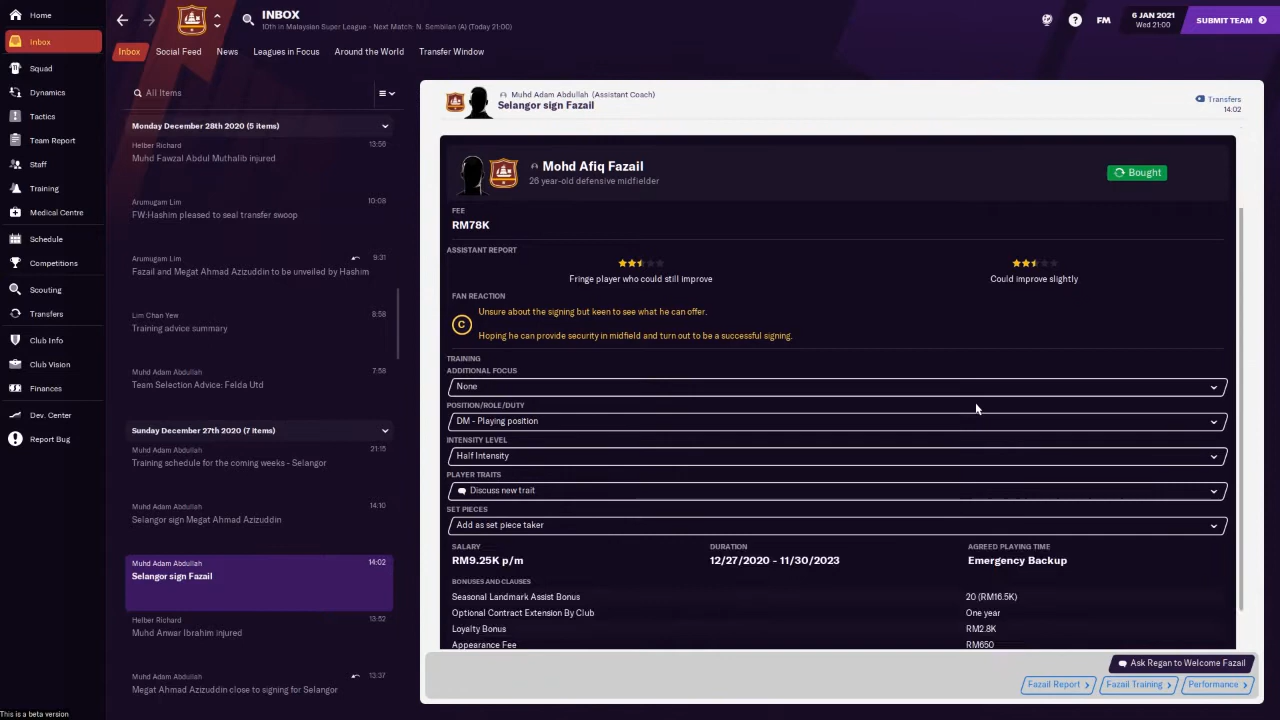 Home
Inbox
Squad
Dynamics
Tactics
Team Report
Staff
Training
Medical Centre
Schedule
Competitions
Scouting
Transfers
Club Info
Club Vision
Finances
Dev. Center
Report Bug
This is a beta version
INBOX
10th in Malaysian Super League - Next Match: N. Sembilan (A) (Today 21:00)
FM
6 JAN 2021
Wed 21:00
SUBMIT TEAM
Inbox
Social Feed
News
Leagues in Focus
Around the World
Transfer Window
All Items
Monday December 28th 2020 (5 items)
Helber Richard 13:56
Muhd Fawzal Abdul Muthalib injured
Arumugam Lim 10:08
FW:Hashim pleased to seal transfer swoop
Arumugam Lim 9:31
Fazail and Megat Ahmad Azizuddin to be unveiled by Hashim
Lim Chan Yew 8:58
Training advice summary
Muhd Adam Abdullah 7:58
Team Selection Advice: Felda Utd
Sunday December 27th 2020 (7 items)
Muhd Adam Abdullah 21:15
Training schedule for the coming weeks - Selangor
Muhd Adam Abdullah 14:10
Selangor sign Megat Ahmad Azizuddin
Muhd Adam Abdullah 14:02
Selangor sign Fazail
Helber Richard 13:52
Muhd Anwar Ibrahim injured
Muhd Adam Abdullah 13:37
Megat Ahmad Azizuddin close to signing for Selangor
Muhd Adam Abdullah (Assistant Coach)
Selangor sign Fazail
Transfers
14:02
Mohd Afiq Fazail
26 year-old defensive midfielder
Bought
FEE
RM78K
ASSISTANT REPORT
Fringe player who could still improve
Could improve slightly
FAN REACTION
C
Unsure about the signing but keen to see what he can offer.
Hoping he can provide security in midfield and turn out to be a successful signing.
TRAINING
ADDITIONAL FOCUS
None
POSITION/ROLE/DUTY
DM - Playing position
INTENSITY LEVEL
Half Intensity
PLAYER TRAITS
Discuss new trait
SET PIECES
Add as set piece taker
SALARY DURATION AGREED PLAYING TIME
RM9.25K p/m 12/27/2020 - 11/30/2023 Emergency Backup
BONUSES AND CLAUSES
Seasonal Landmark Assist Bonus 20 (RM16.5K)
Optional Contract Extension By Club One year
Loyalty Bonus RM2.8K
Appearance Fee RM650
Ask Regan to Welcome Fazail
Fazail Report
Fazail Training
Performance